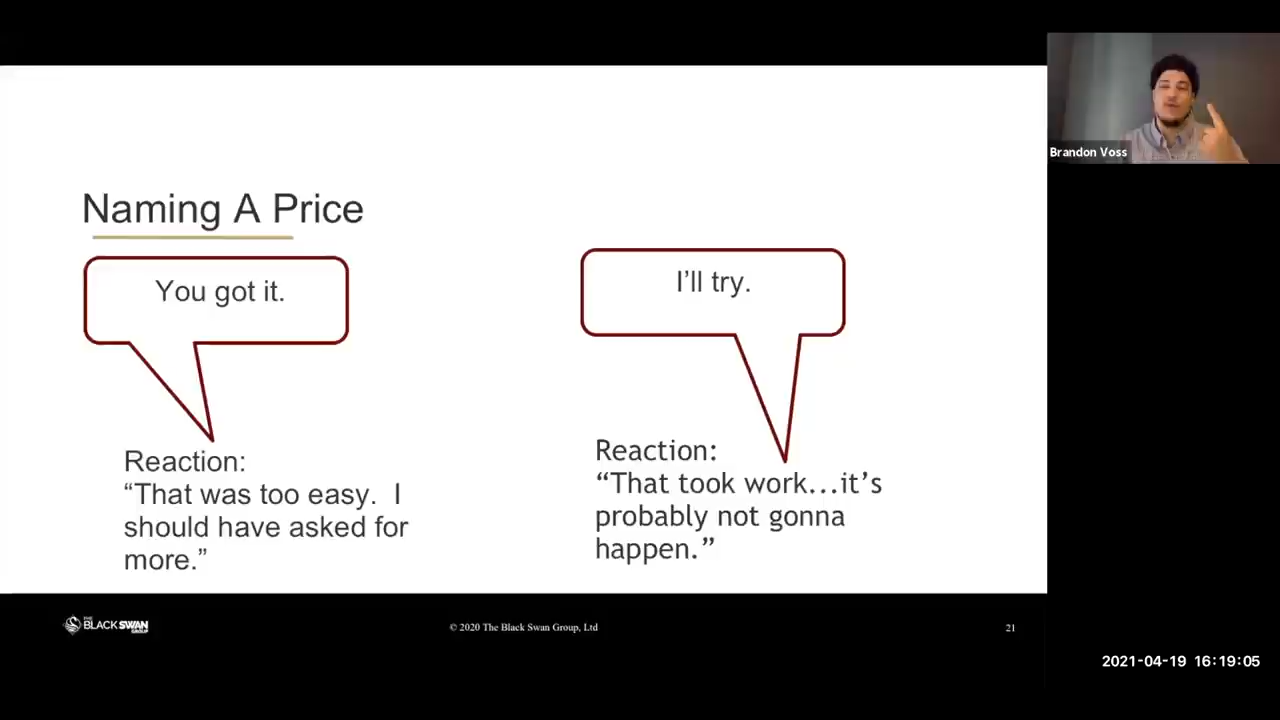 Brandon Voss
Naming A Price
You got it.
I’ll try.
Reaction:
“That was too easy.  I
should have asked for
more.”
Reaction:
“That took work...it’s
probably not gonna
happen.”
THE
BLACK SWAN
GROUP
© 2020 The Black Swan Group, Ltd
21
2021-04-19 16:19:05